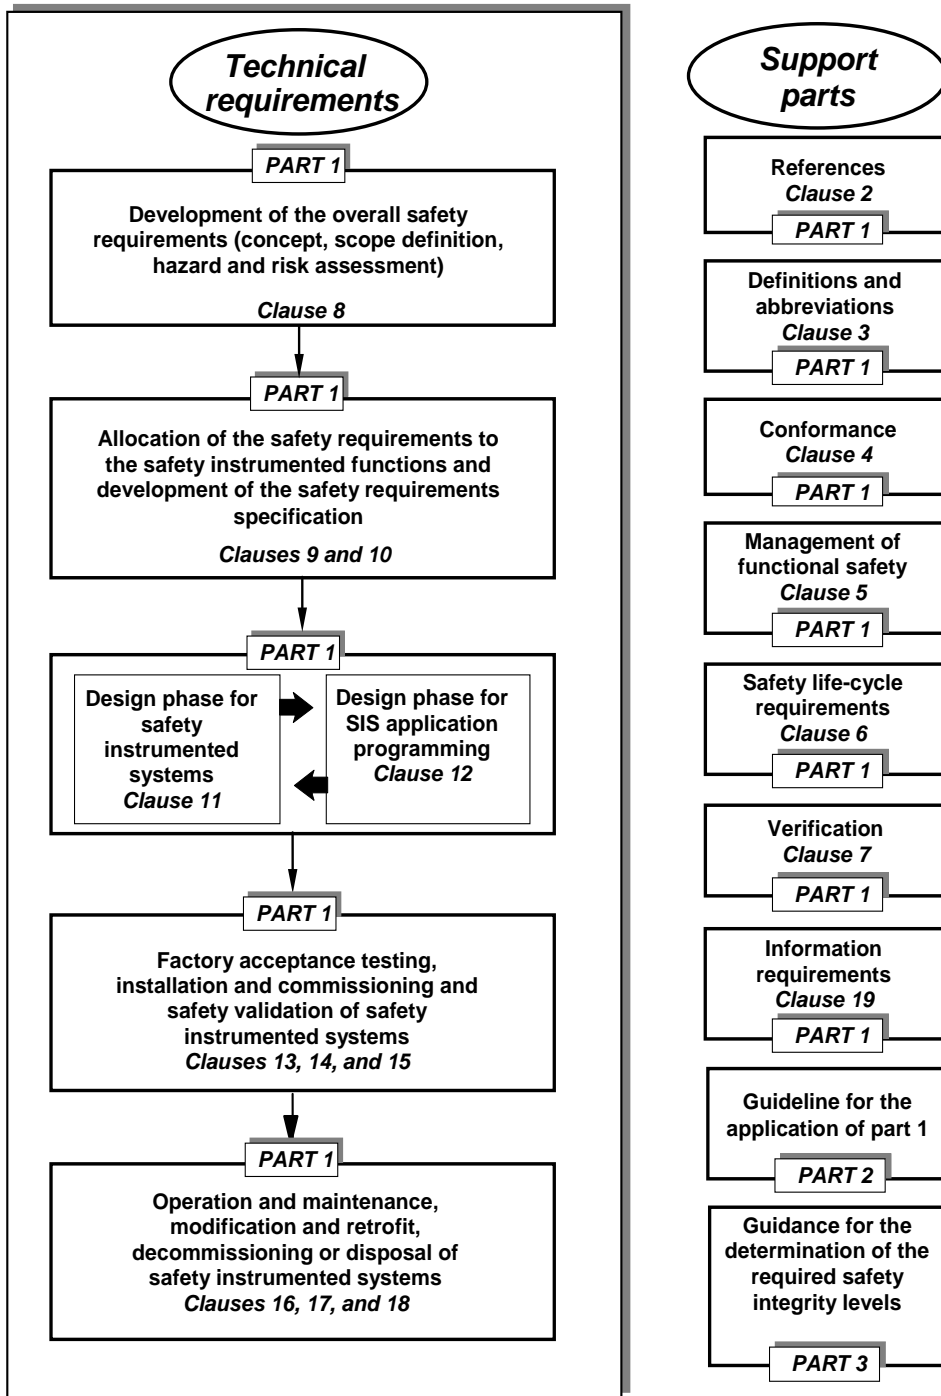 Technical
requirements
PART 1
Development of the overall safety
requirements (concept, scope definition,
hazard and risk assessment)
Clause 8
PART 1
Allocation of the safety requirements to
the safety instrumented functions and
development of the safety requirements
specification
Clauses 9 and 10
PART 1
Design phase for
safety
instrumented
systems
Clause 11
Design phase for
SIS application
programming
Clause 12
PART 1
Factory acceptance testing,
installation and commissioning and
safety validation of safety
instrumented systems
Clauses 13, 14, and 15
PART 1
Operation and maintenance,
modification and retrofit,
decommissioning or disposal of
safety instrumented systems
Clauses 16, 17, and 18
Support
parts
References
Clause 2
PART 1
Definitions and
abbreviations
Clause 3
PART 1
Conformance
Clause 4
PART 1
Management of
functional safety
Clause 5
PART 1
Safety life-cycle
requirements
Clause 6
PART 1
Verification
Clause 7
PART 1
Information
requirements
Clause 19
PART 1
Guideline for the
application of part 1
PART 2
Guidance for the
determination of the
required safety
integrity levels
PART 3